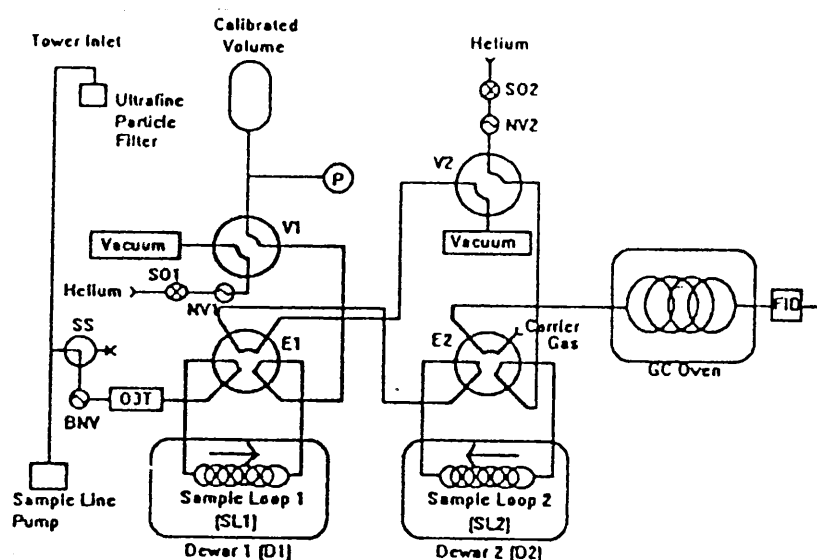 Calibrated
Volume
Tower Inlet
Ultrafine
Particle
Filter
Helium
SO2
NV2
V2
P
V1
Vacuum
Vacuum
SO1
Helium
NV1
SS
E1
E2
Carrier
Gas
FID
GC Oven
BNV
Sample Line
Pump
Sample Loop 1
(SL1)
Sample Loop 2
(SL2)
Dewar 1 (D1)
Dewar 2 (D2)